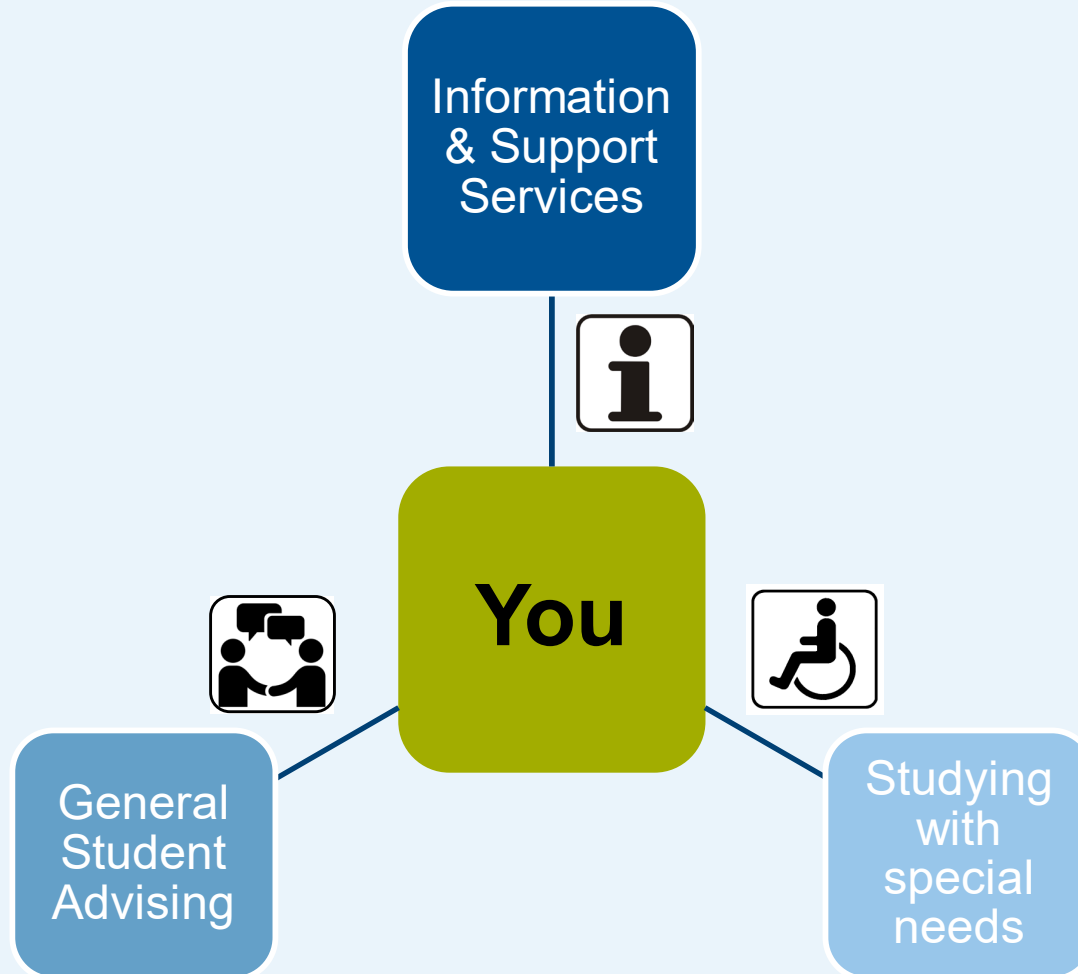 Information
& Support
Services
You
General
Student
Advising
Studying
with
special
needs